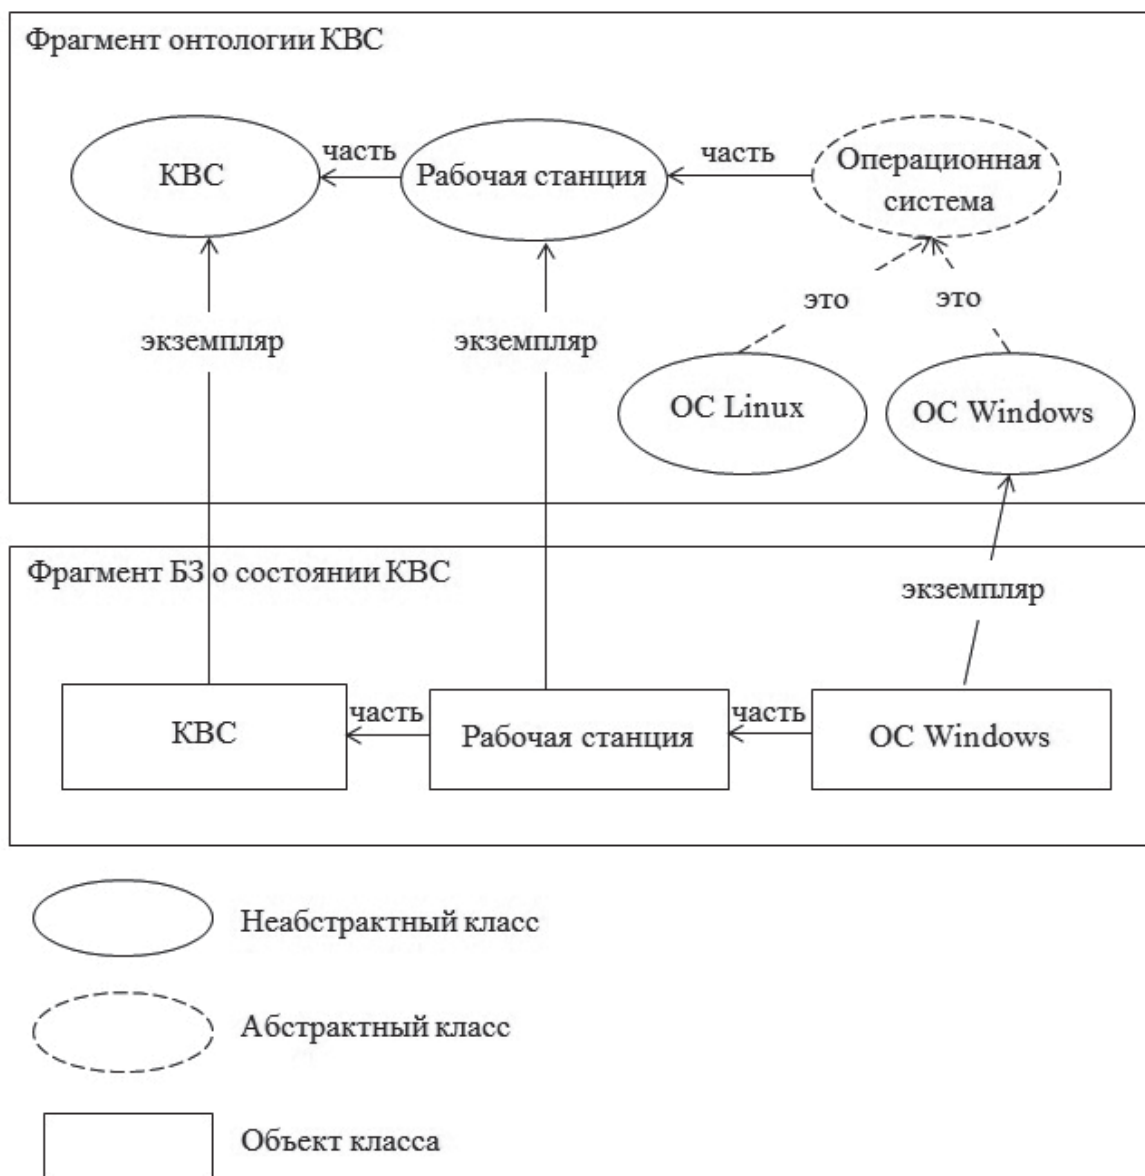 Фрагмент онтологии КВС
КВС
часть
Рабочая станция
часть
Операционная
система
это
это
экземпляр
экземпляр
ОС Linux
ОС Windows
Фрагмент БЗ о состоянии КВС
экземпляр
КВС
часть
Рабочая станция
часть
ОС Windows
Неабстрактный класс
Абстрактный класс
Объект класса